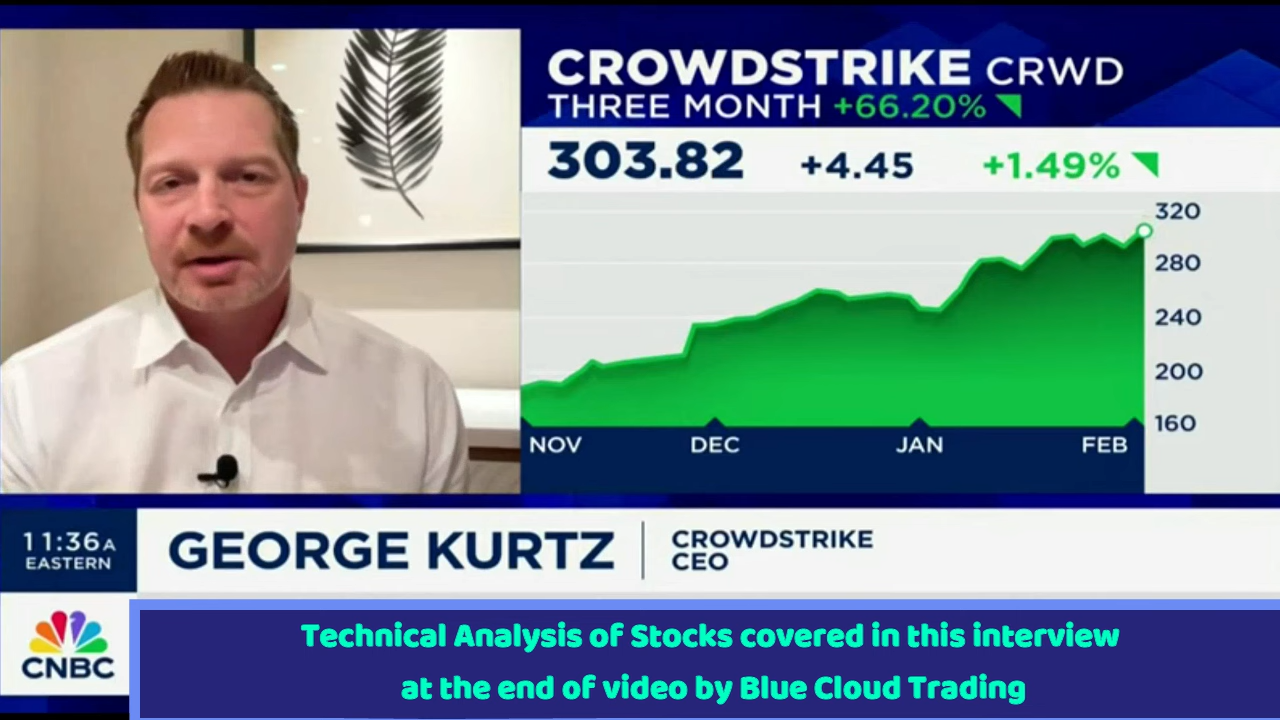 CROWDSTRIKE CRWD
THREE MONTH +66.20%
303.82 +4.45 +1.49%
320
280
240
200
160
NOV DEC JAN FEB
11:36A
EASTERN
GEORGE KURTZ
CROWDSTRIKE
CEO
CNBC
Technical Analysis of Stocks covered in this interview
at the end of video by Blue Cloud Trading